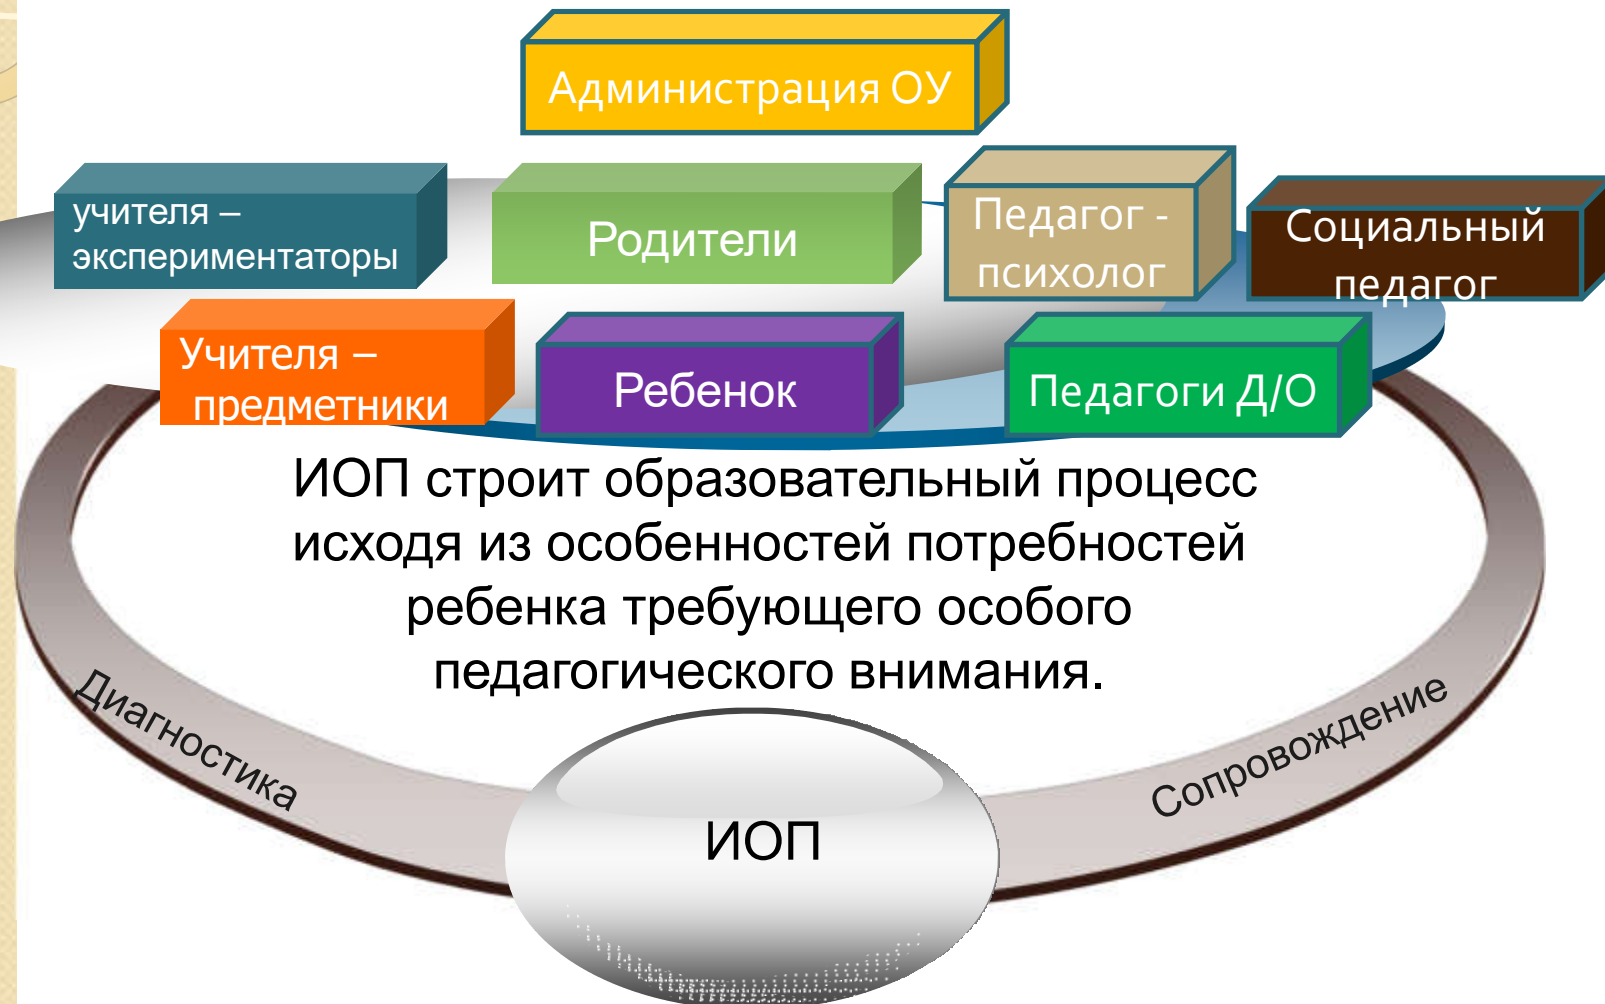 Администрация ОУ
учителя –
экспериментаторы
Родители
Педагог -
психолог
Социальный
педагог
Учителя –
предметники
Ребенок
Педагоги Д/О
ИОП строит образовательный процесс
исходя из особенностей потребностей
ребенка требующего особого
педагогического внимания.
Диагностика
Сопровождение
ИОП